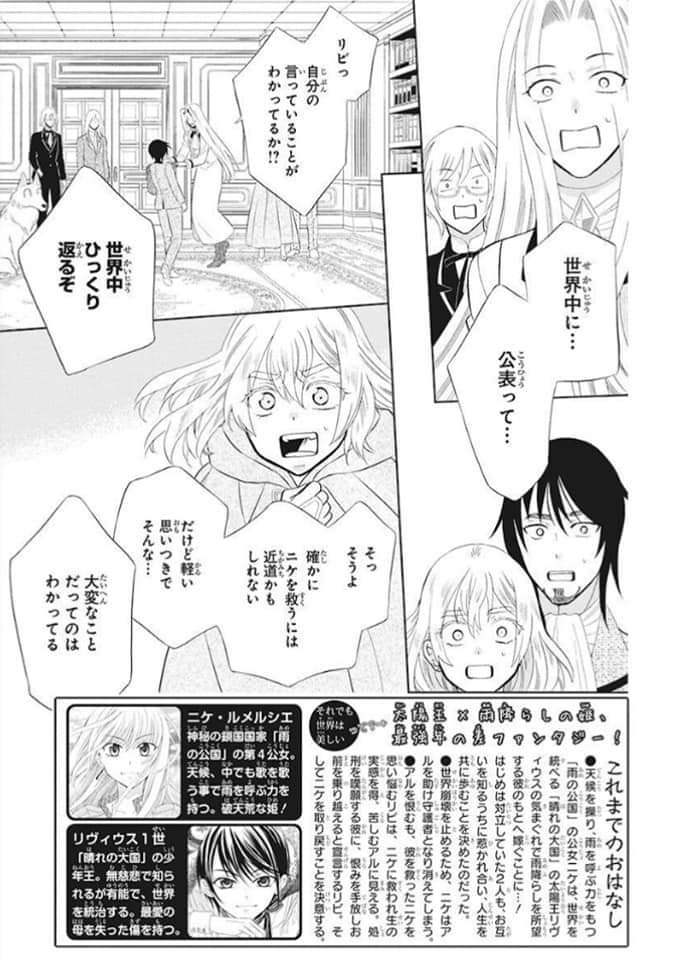 世界中に…
公表って…
リビっ
自分の
言っていることが
わかってるか!?
世界中
ひっくり
返るぞ
そっ
そうよ
確かに
ニケを救うには
近道かも
しれない
だけど軽い
思いつきで
そんな…
大変なこと
だってのは
わかってる
それでも
世界は
美しい
太陽王×雨降らしの姫、
最強年の差ファンタジー!
これまでのおはなし
●天候を操り、雨を呼ぶ力をもつ
「雨の公国」の公女ニケは、世界を
統べる「晴れの大国」の太陽王リヴ
ィウスの気まぐれで雨降らしを所望
する彼のもとへ嫁ぐことに…!
はじめは対立していた2人も、お互
いを知るうちに惹かれ合い、人生を
共に歩むことを決めたのだった。
●世界崩壊を止めるため、ニケはア
ルを助け守護者となり消えてしまう。
●アルを恨むも、彼を救ったニケを
思い悩むリビは、ニケに救われ生の
実感を得、苦しむアルに見える。処
刑を嘆願する彼に、恨みを手放しお
前を乗り越えると宣言するリビ。そ
してニケを取り戻すことを決意する。
ニケ・ルメルシエ
神秘の鎖国国家「雨
の公国」の第4公女。
天候、中でも歌を歌
う事で雨を呼ぶ力を
持つ。破天荒な姫!
リヴィウス1世
「晴れの大国」の少
年王。無慈悲で知ら
れるが有能で、世界
を統治する。最愛の
母を失った傷を持つ。